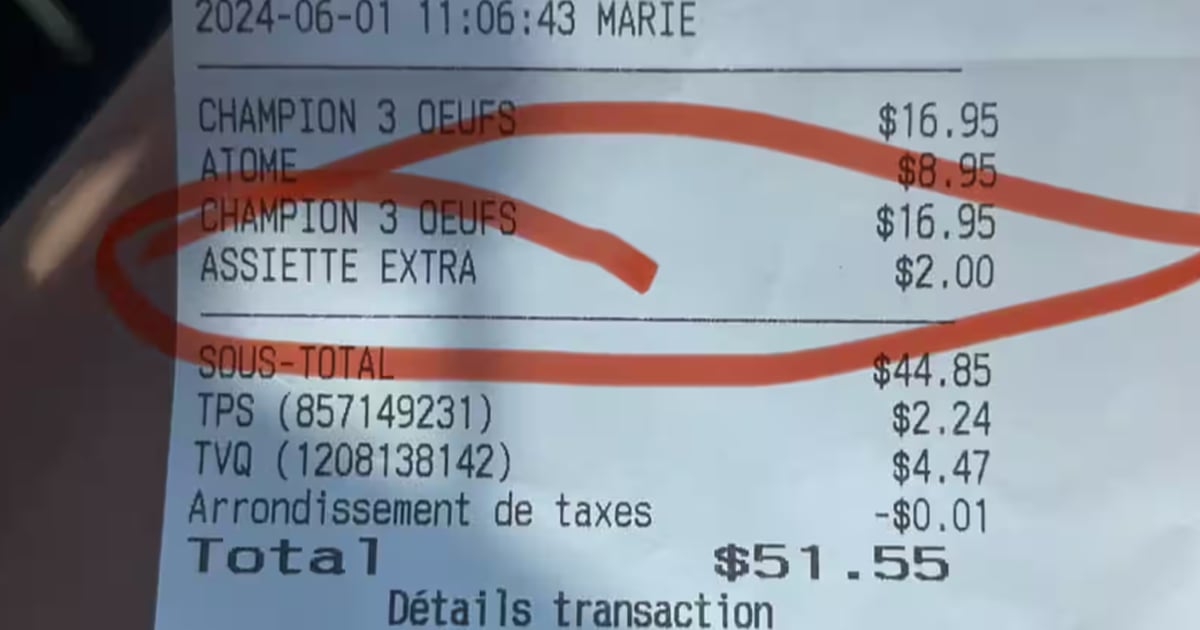 2024-06-01 11:06:43 MARIE
CHAMPION 3 OEUFS $16.95
ATOME $8.95
CHAMPION 3 OEUFS $16.95
ASSIETTE EXTRA $2.00
SOUS-TOTAL $44.85
TPS (857149231) $2.24
TVQ (1208138142) $4.47
Arrondissement de taxes -$0.01
Total $51.55
Détails transaction